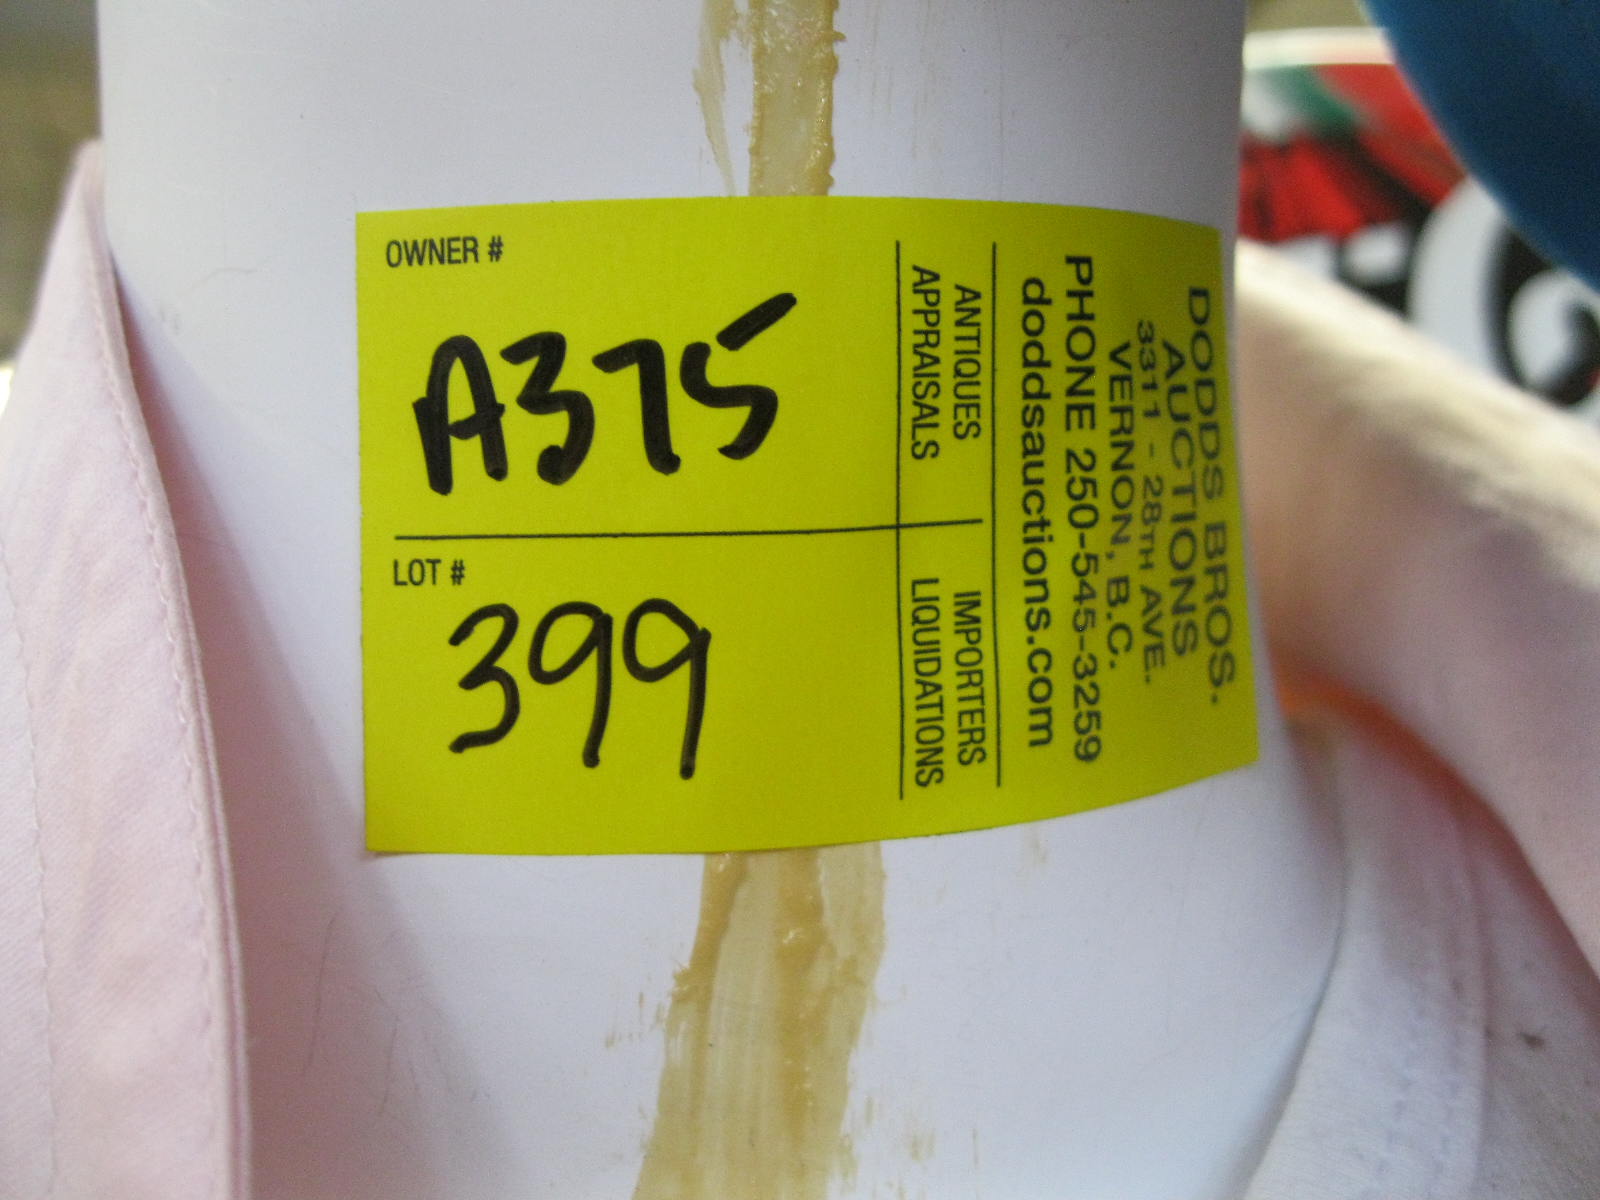 OWNER #
A375
LOT #
399
ANTIQUES
APPRAISALS
IMPORTERS
LIQUIDATIONS
DODDS BROS.
AUCTIONS
3311 - 28TH AVE.
VERNON, B.C.
PHONE 250-545-3259
doddsauctions.com